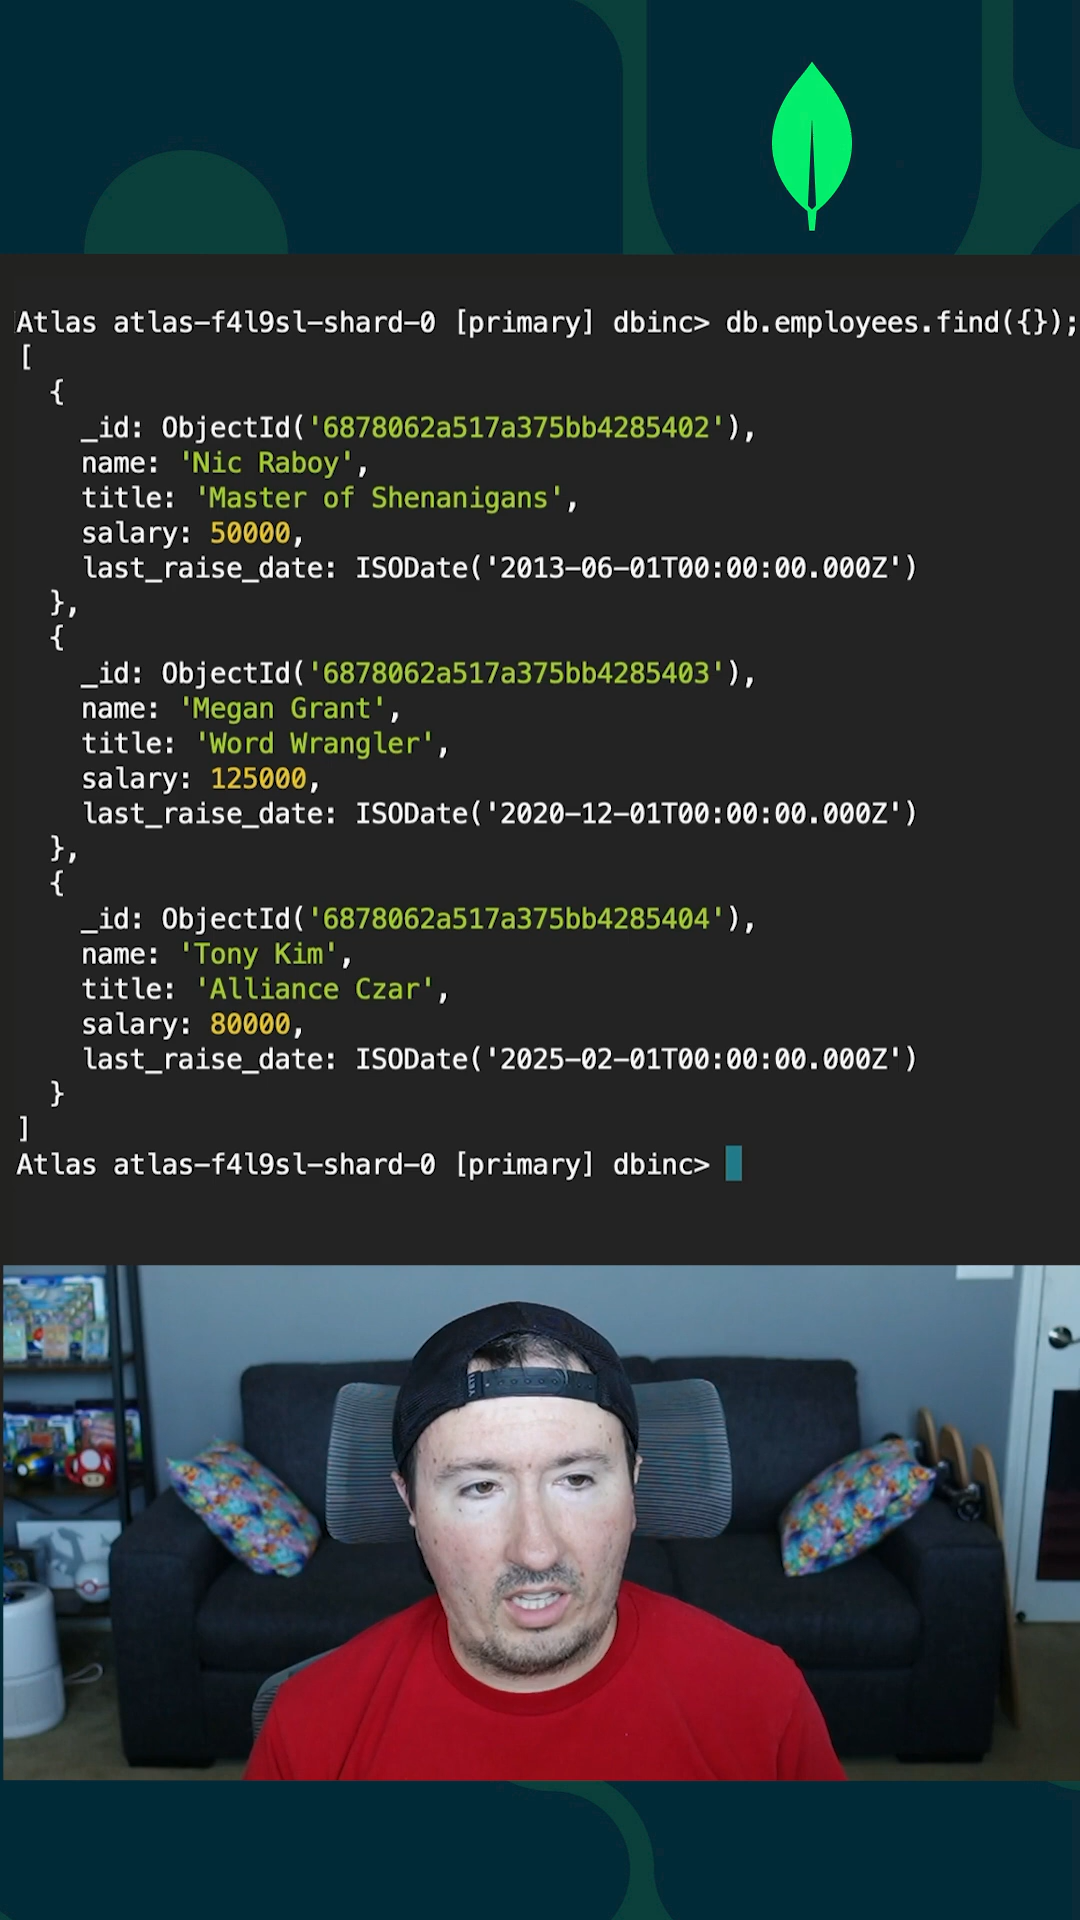 Atlas atlas-f4l9sl-shard-0 [primary] dbinc> db.employees.find({});
[
  {
    _id: ObjectId('6878062a517a375bb4285402'),
    name: 'Nic Raboy',
    title: 'Master of Shenanigans',
    salary: 50000,
    last_raise_date: ISODate('2013-06-01T00:00:00.000Z')
  },
  {
    _id: ObjectId('6878062a517a375bb4285403'),
    name: 'Megan Grant',
    title: 'Word Wrangler',
    salary: 125000,
    last_raise_date: ISODate('2020-12-01T00:00:00.000Z')
  },
  {
    _id: ObjectId('6878062a517a375bb4285404'),
    name: 'Tony Kim',
    title: 'Alliance Czar',
    salary: 80000,
    last_raise_date: ISODate('2025-02-01T00:00:00.000Z')
  }
]
Atlas atlas-f4l9sl-shard-0 [primary] dbinc>
YETI